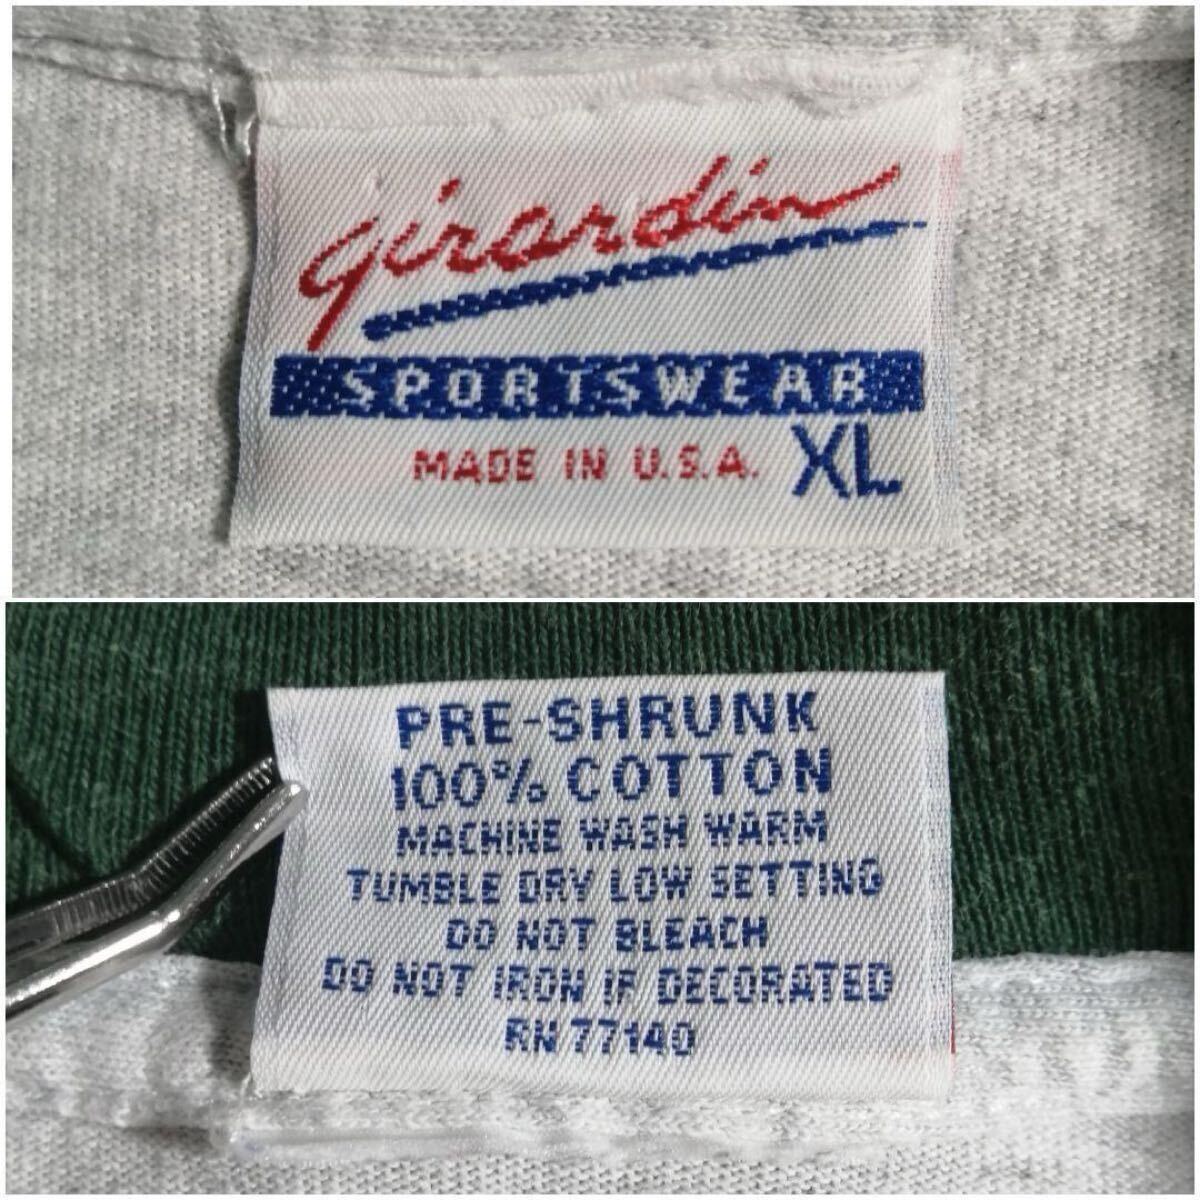 girardin
SPORTSWEAR
MADE IN U.S.A. XL
PRE-SHRUNK
100% COTTON
MACHINE WASH WARM
TUMBLE DRY LOW SETTING
DO NOT BLEACH
DO NOT IRON IF DECORATED
RN 77140